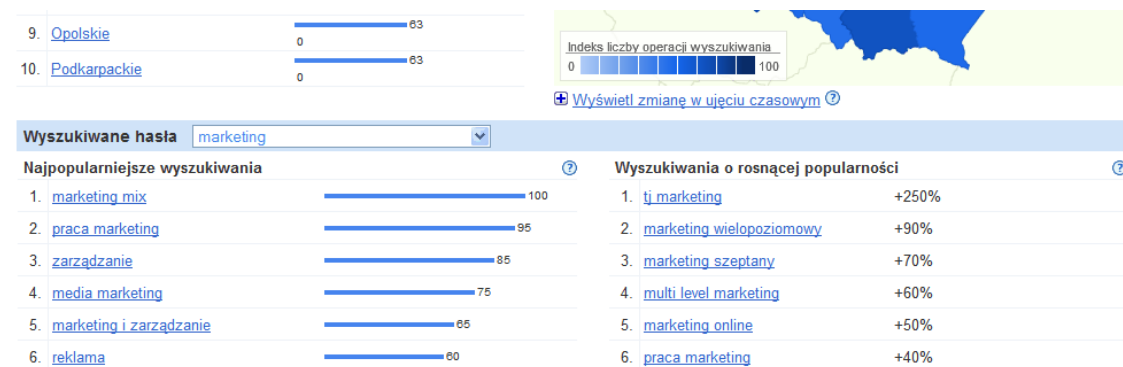 9. Opolskie 0 63
10. Podkarpackie 0 63
Indeks liczby operacji wyszukiwania
0 100
Wyświetl zmianę w ujęciu czasowym ?
Wyszukiwane hasła marketing
Najpopularniejsze wyszukiwania ?
1. marketing mix 100
2. praca marketing 95
3. zarządzanie 85
4. media marketing 75
5. marketing i zarządzanie 65
6. reklama 60
Wyszukiwania o rosnącej popularności ?
1. tj marketing +250%
2. marketing wielopoziomowy +90%
3. marketing szeptany +70%
4. multi level marketing +60%
5. marketing online +50%
6. praca marketing +40%